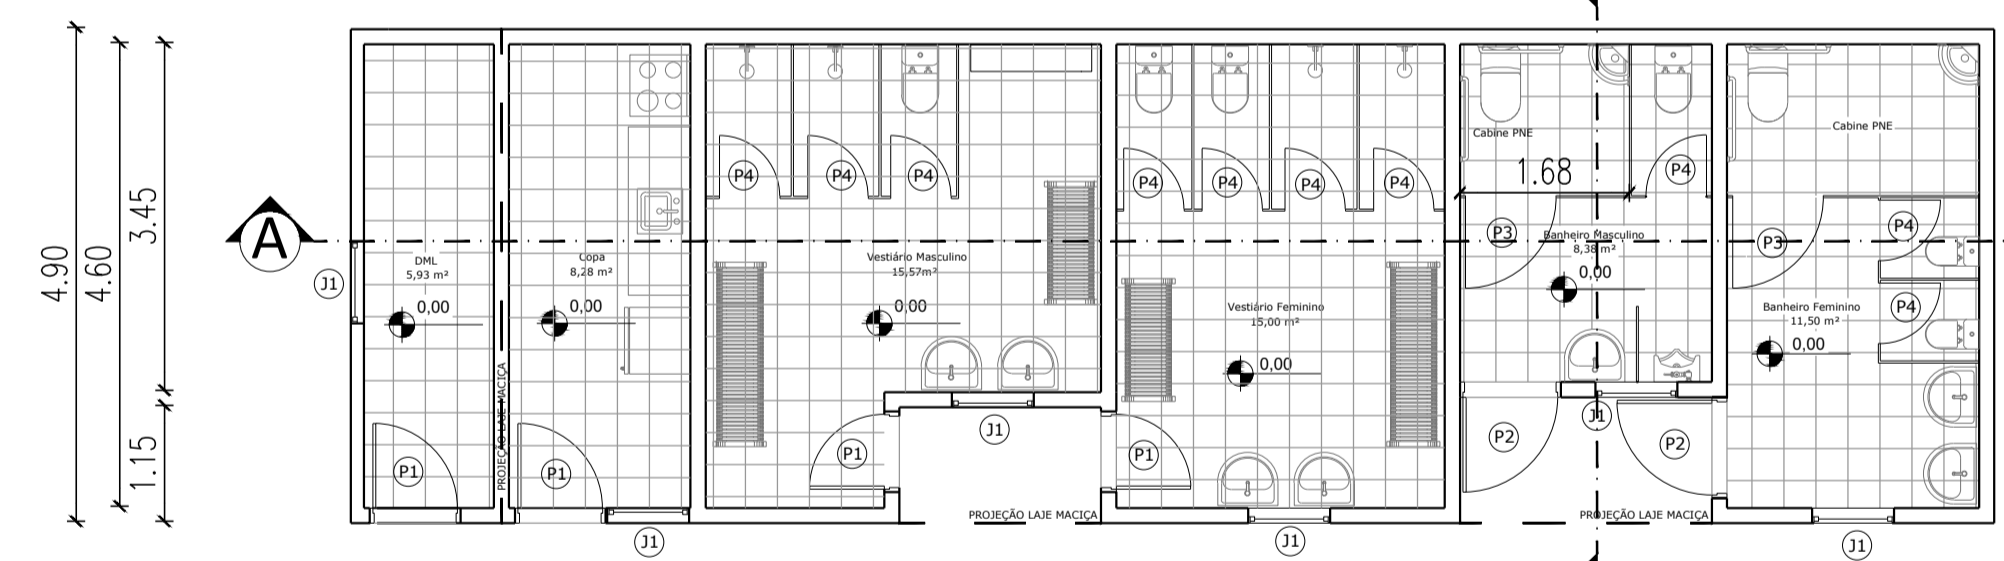 4.90
4.60
3.45
1.15
A
J1
DML
5,93 m²
0,00
P1
PROJEÇÃO LAJE MACIÇA
Copa
8,28 m²
0,00
P1
J1
P4
P4
P4
Vestiário Masculino
15,57m²
0,00
P1
J1
PROJEÇÃO LAJE MACIÇA
P4
P4
P4
P4
Vestiário Feminino
15,00 m²
0,00
P1
J1
Cabine PNE
1.68
P4
P3
Banheiro Masculino
8,38 m²
0,00
J1
P2
P2
PROJEÇÃO LAJE MACIÇA
Cabine PNE
P3
P4
P4
Banheiro Feminino
11,50 m²
0,00
J1